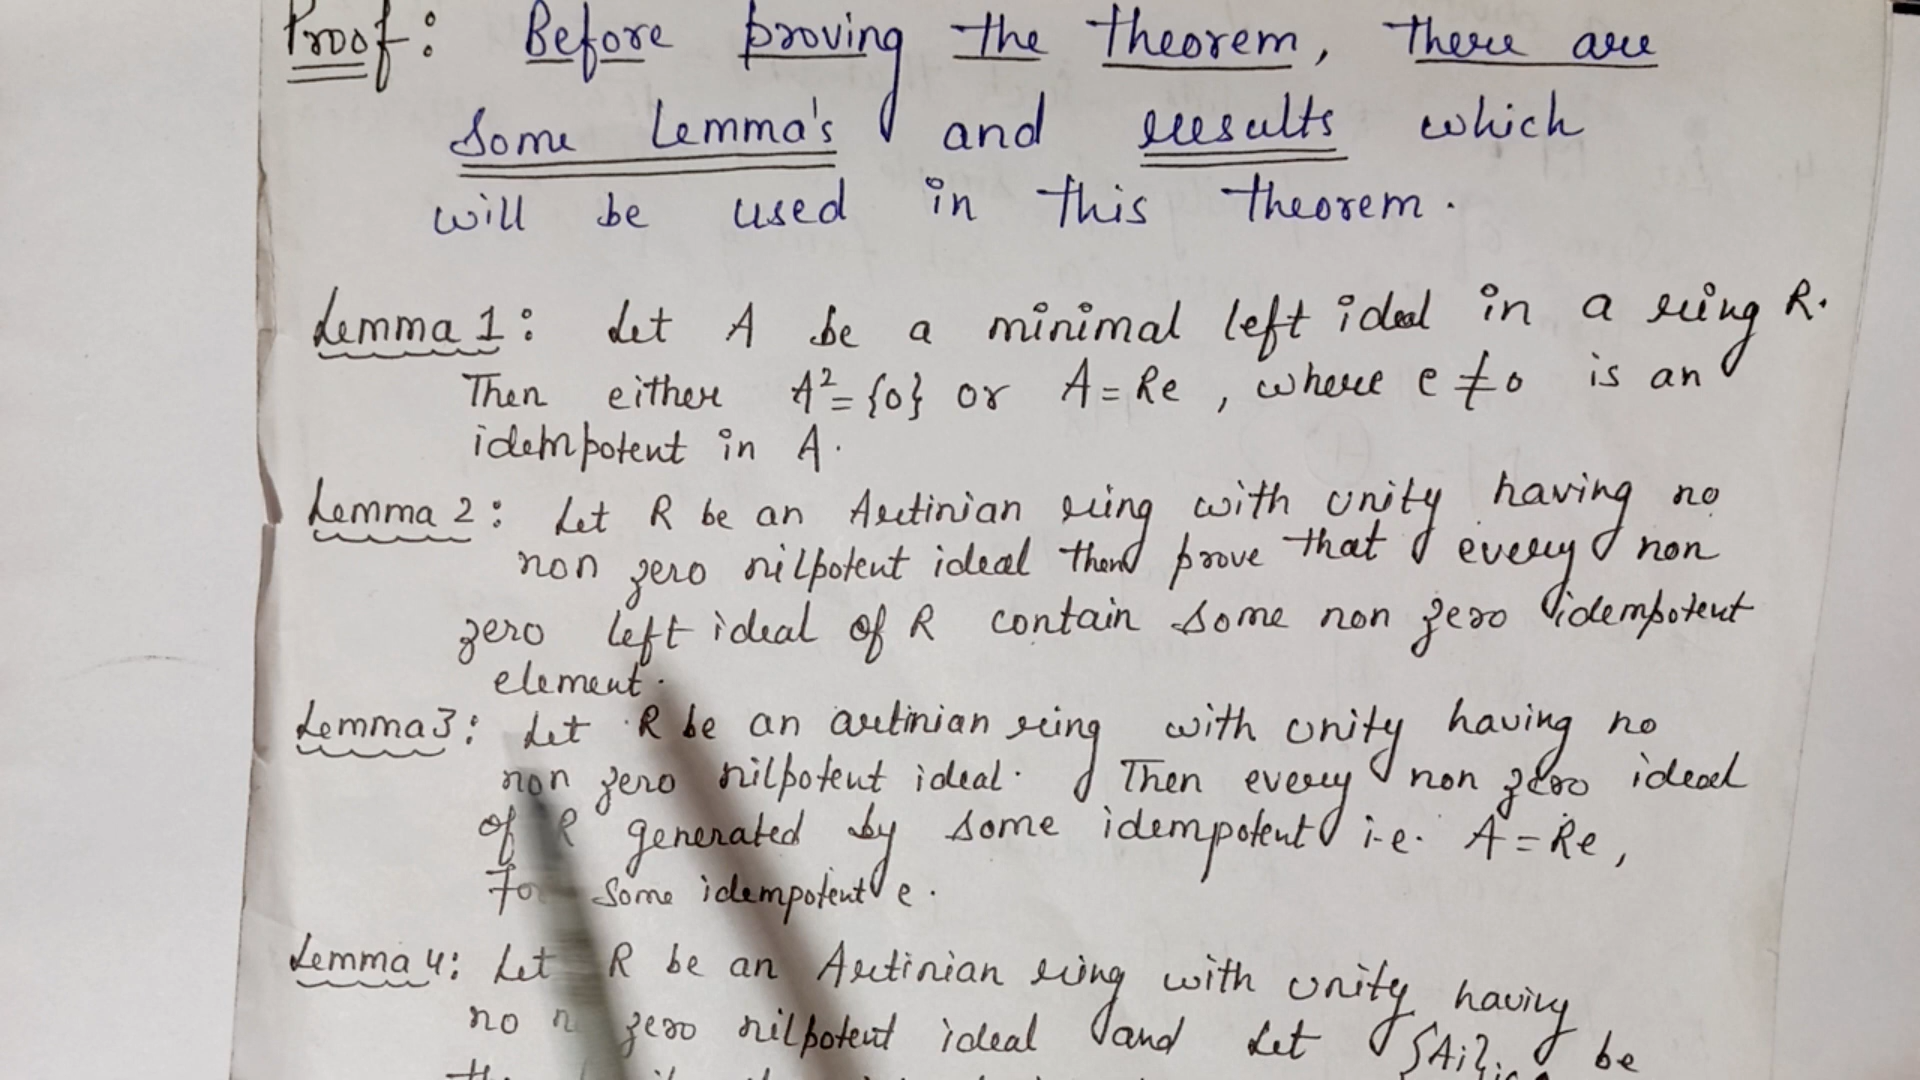 Proof: Before proving the theorem, there are
some Lemma's and results which
will be used in this theorem.
Lemma 1: Let A be a minimal left ideal in a ring R.
Then either A²={0} or A=Re, where e≠0 is an
idempotent in A.
Lemma 2: Let R be an Artinian ring with unity having no
non zero nilpotent ideal then prove that every non
zero left ideal of R contain some non zero idempotent
element.
Lemma 3: Let R be an artinian ring with unity having no
non zero nilpotent ideal. Then every non zero ideal
of R generated by some idempotent i.e. A=Re,
for some idempotent e.
Lemma 4: Let R be an Artinian ring with unity having
no zero nilpotent ideal and Let {Ai} be